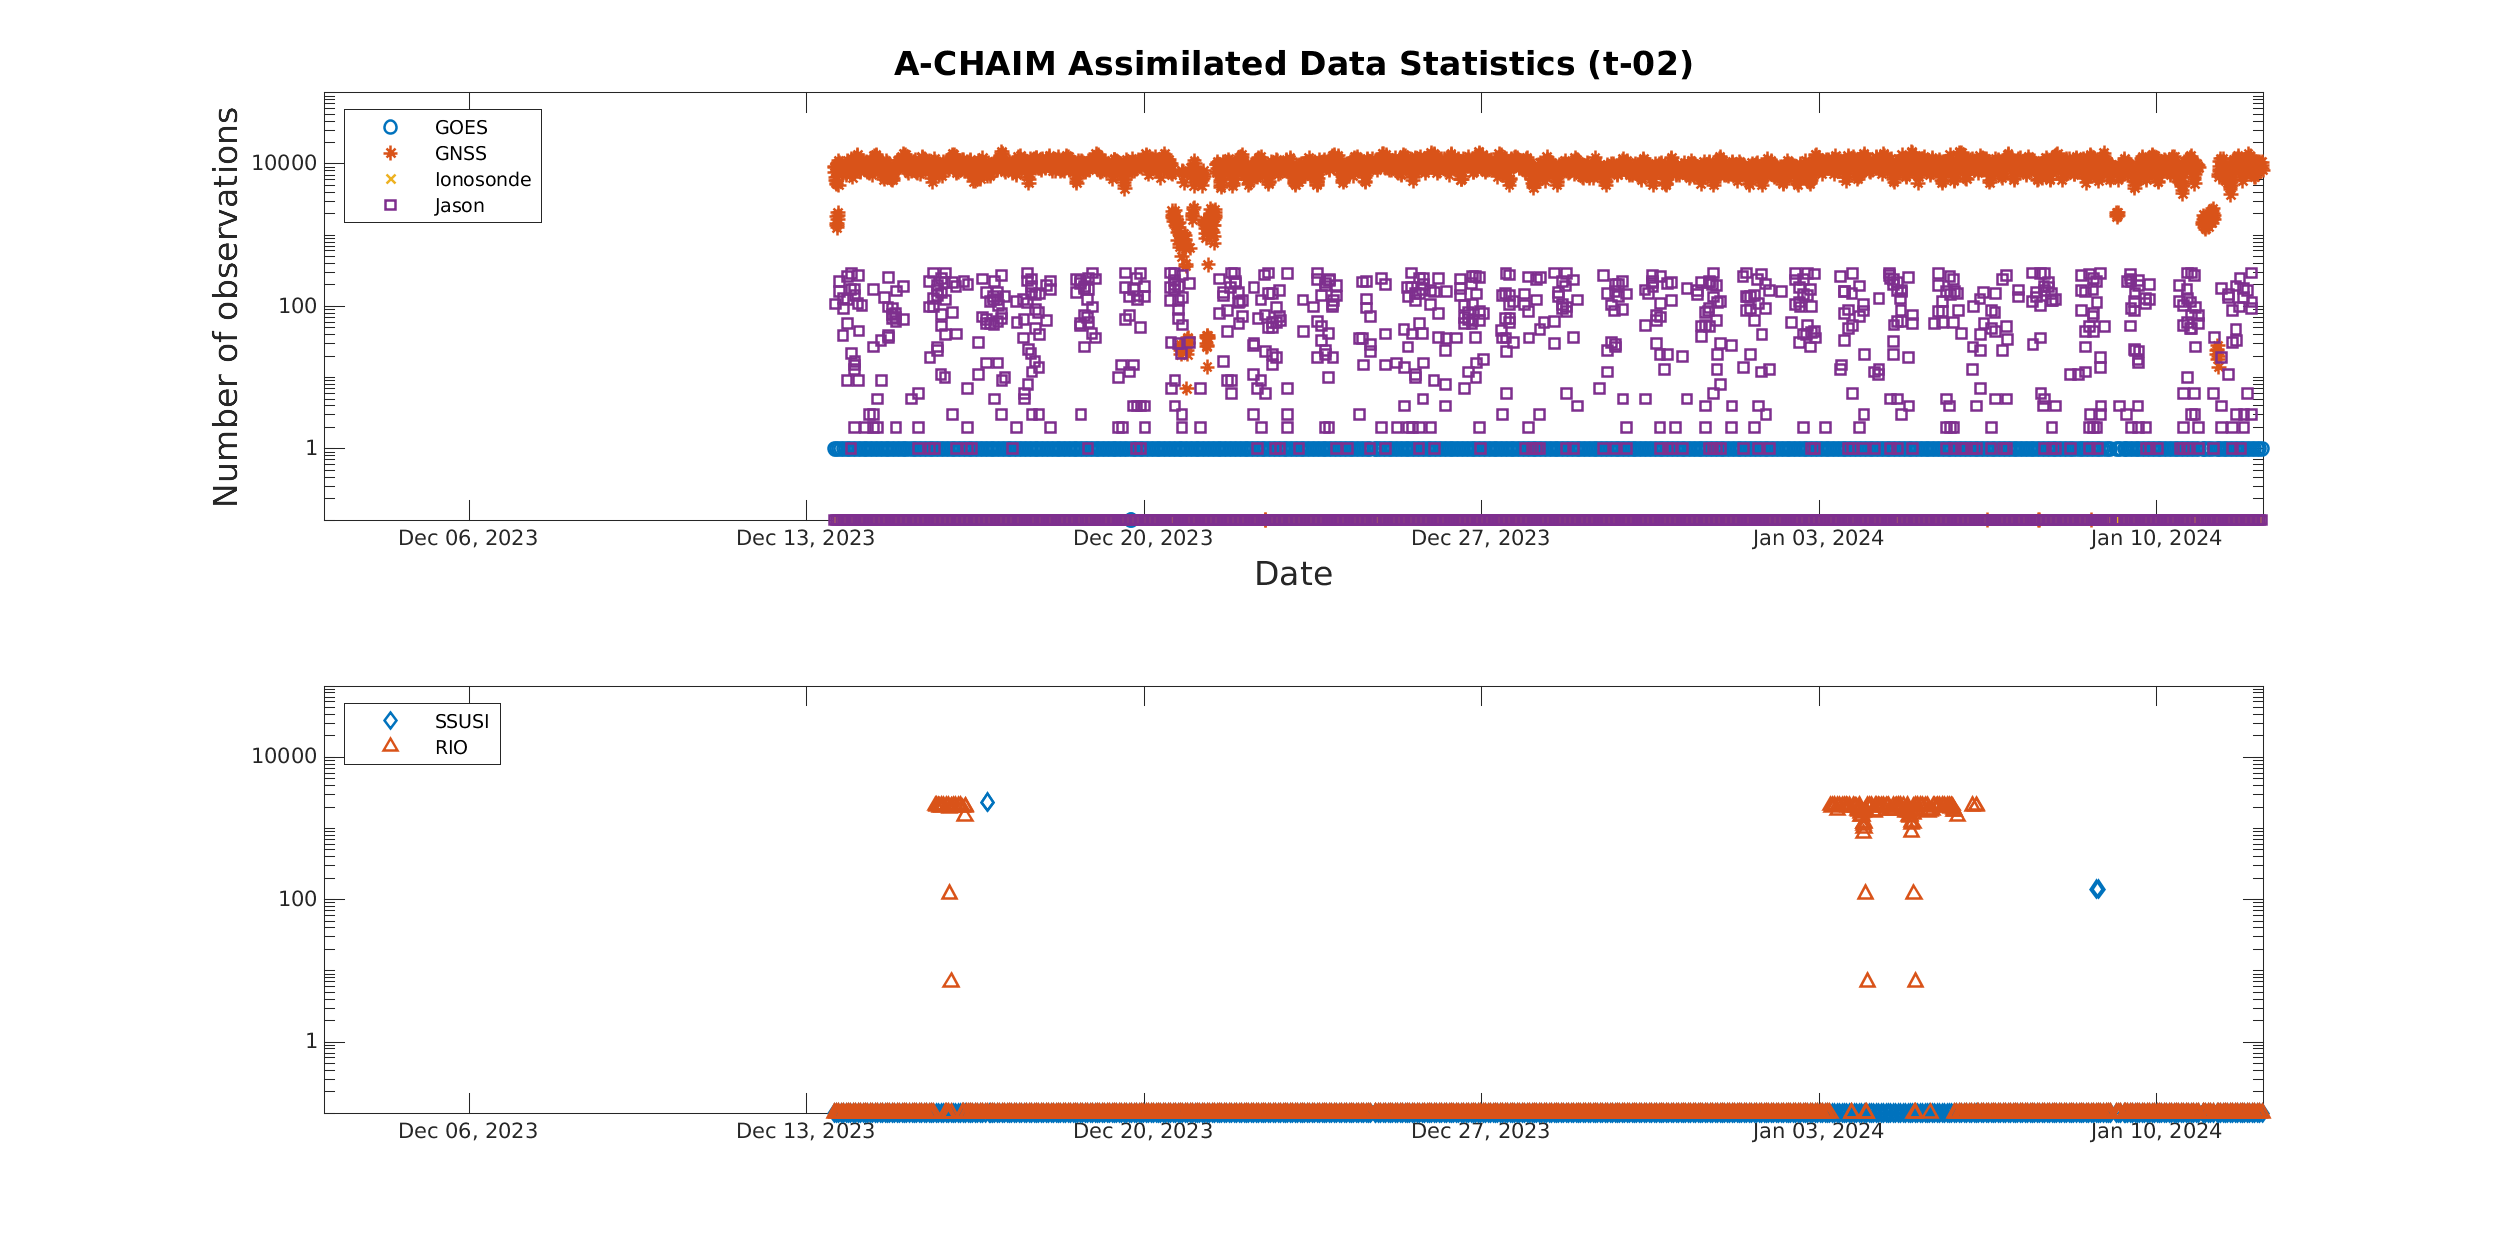 A-CHAIM Assimilated Data Statistics (t-02)
Number of observations
10000
100
1
GOES
GNSS
Ionosonde
Jason
Dec 06, 2023
Dec 13, 2023
Dec 20, 2023
Dec 27, 2023
Jan 03, 2024
Jan 10, 2024
Date
10000
100
1
SSUSI
RIO
Dec 06, 2023
Dec 13, 2023
Dec 20, 2023
Dec 27, 2023
Jan 03, 2024
Jan 10, 2024